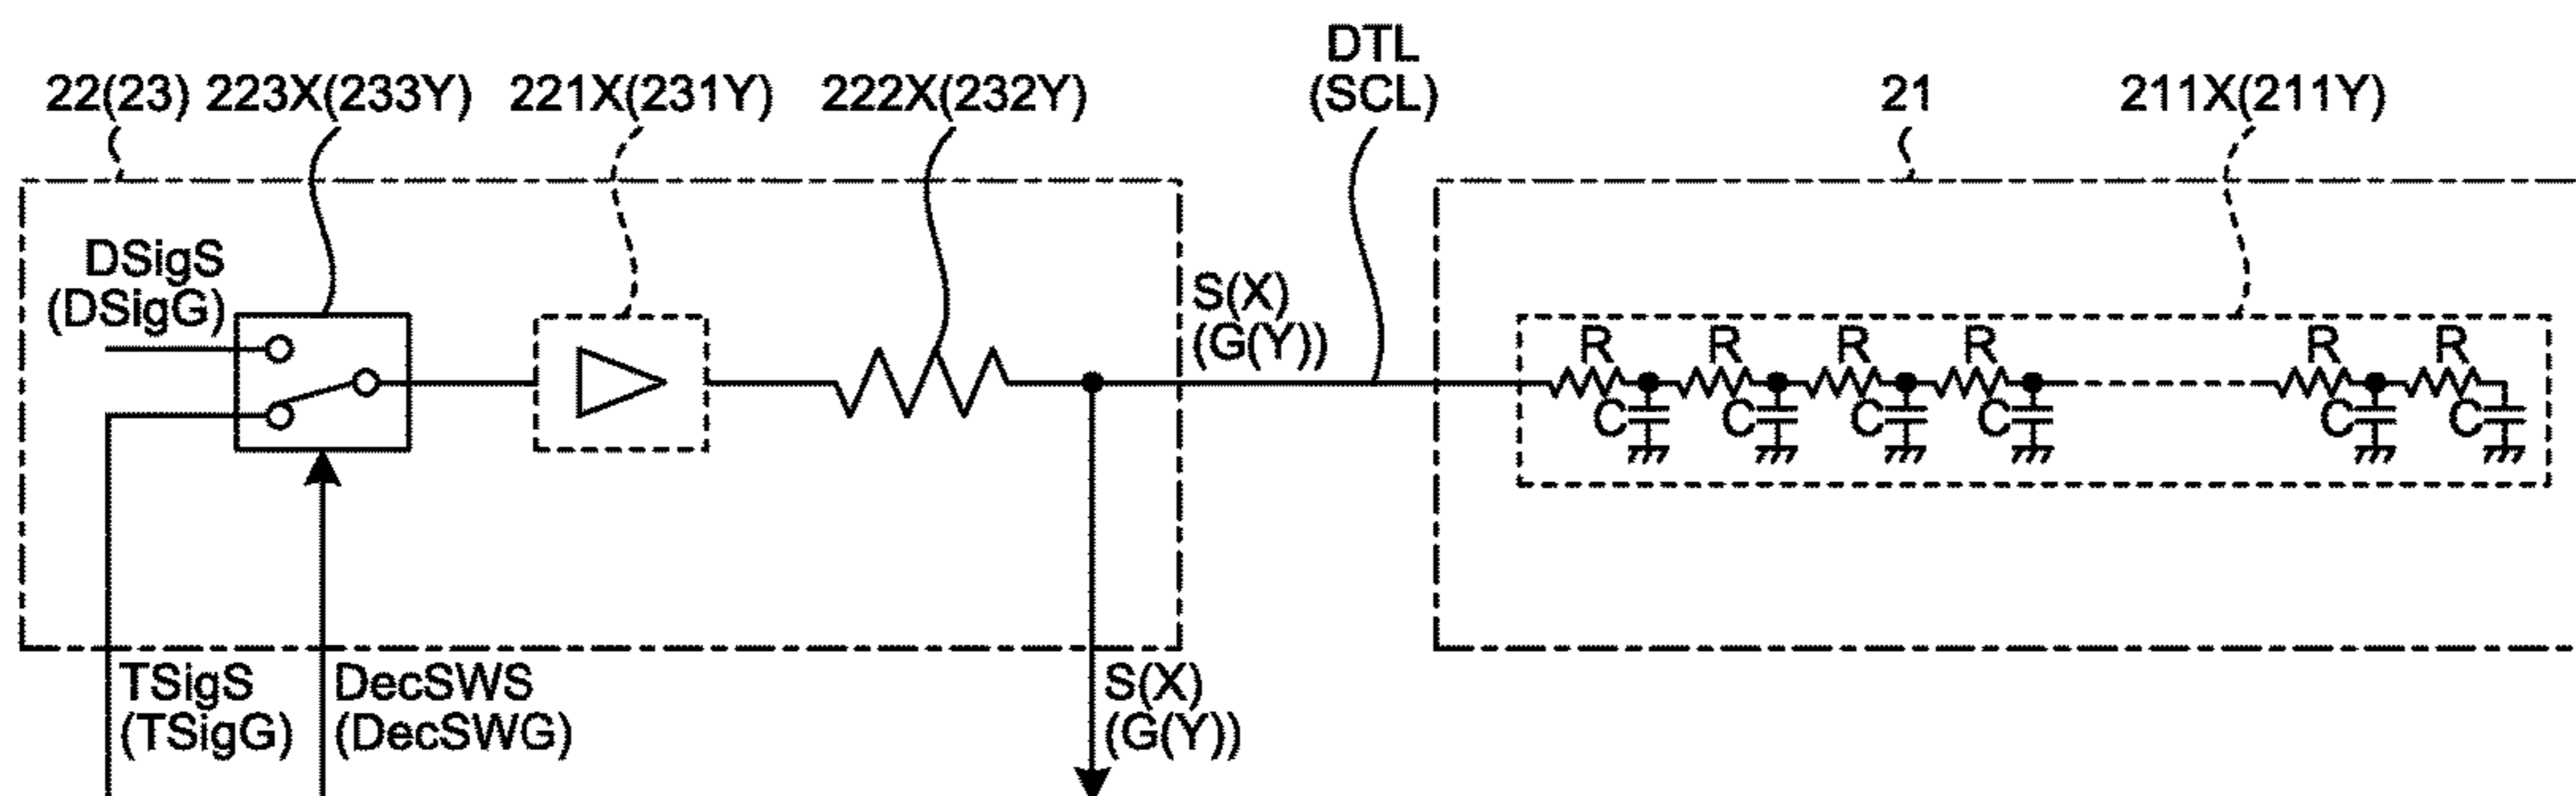 DTL
22(23) 223X(233Y) 221X(231Y) 222X(232Y) (SCL) 21 211X(211Y)
DSigS
(DSigG)
S(X)
(G(Y))
R R R R R R
C C C C C C
TSigS DecSWS S(X)
(TSigG) (DecSWG) (G(Y))